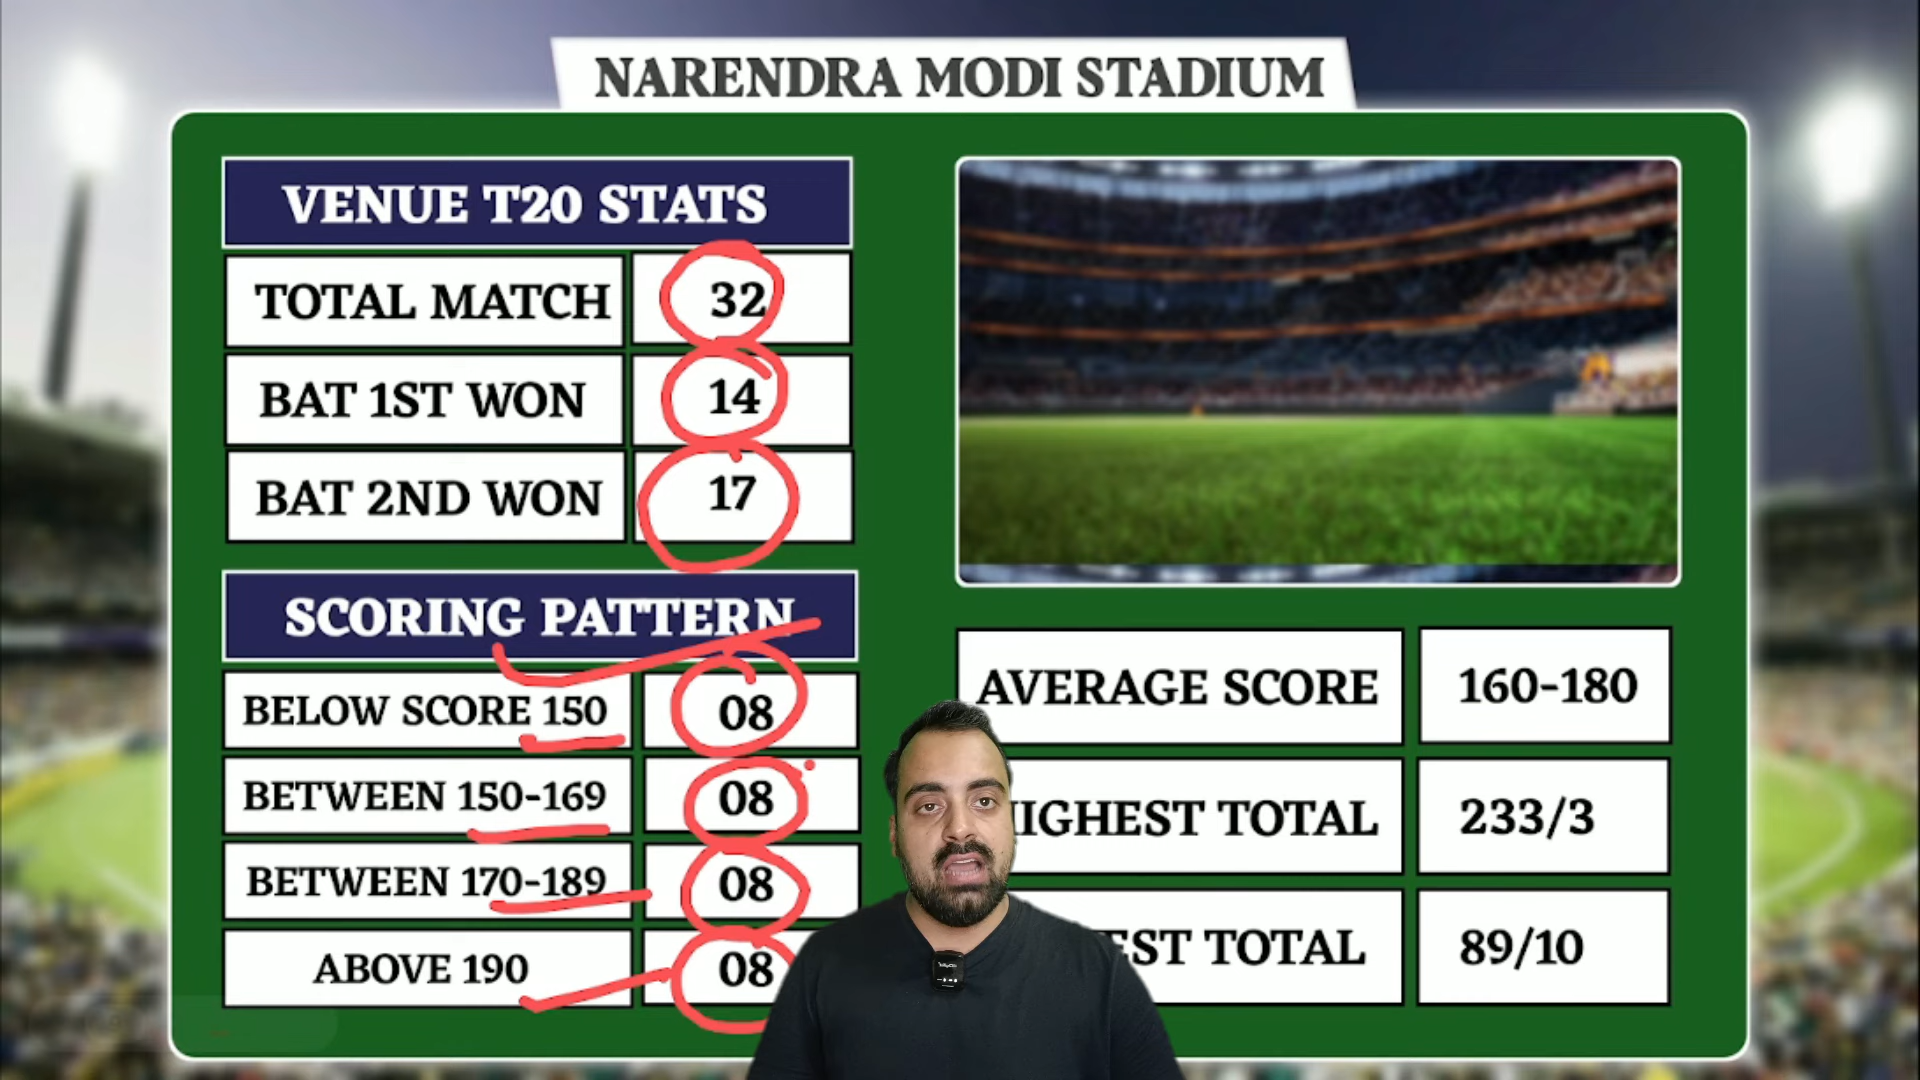 NARENDRA MODI STADIUM
VENUE T20 STATS
TOTAL MATCH 32
BAT 1ST WON 14
BAT 2ND WON 17
SCORING PATTERN
BELOW SCORE 150 08
BETWEEN 150-169 08
BETWEEN 170-189 08
ABOVE 190 08
AVERAGE SCORE 160-180
IGHEST TOTAL 233/3
EST TOTAL 89/10